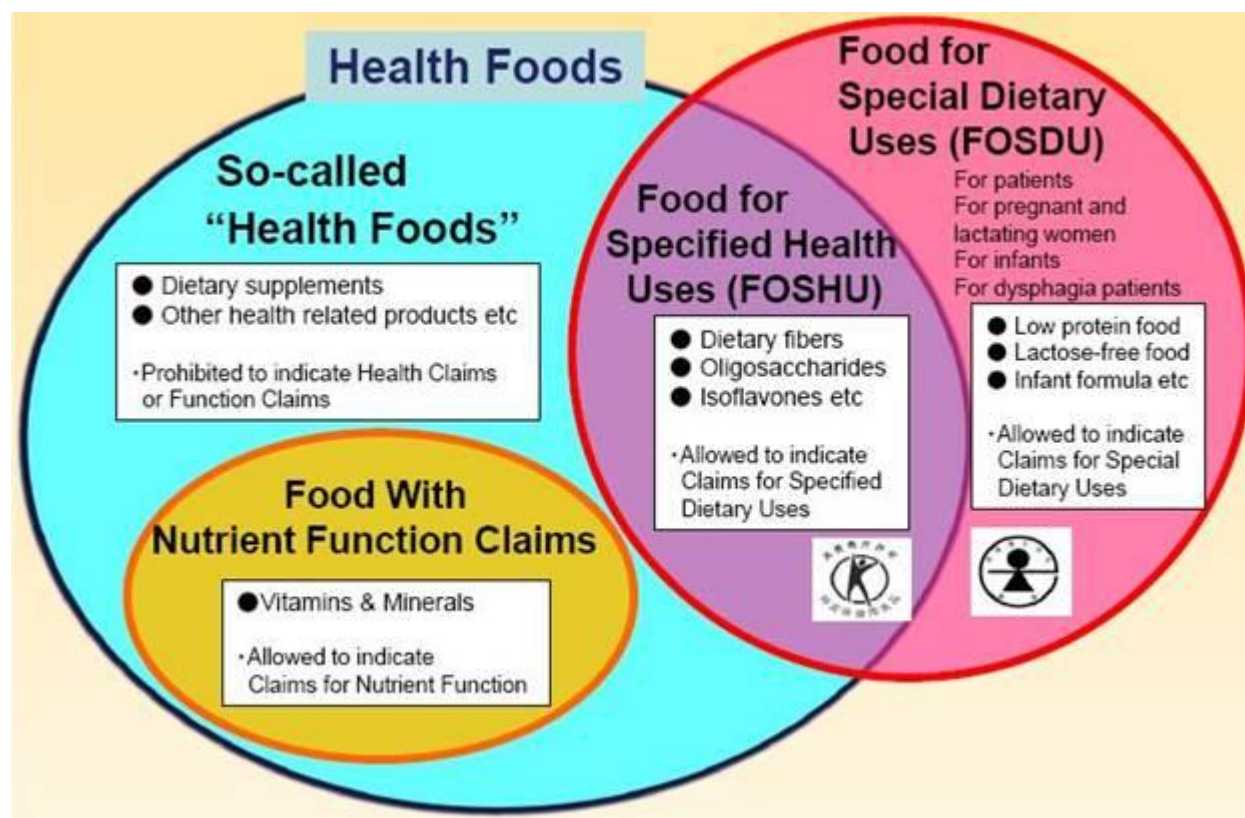 Health Foods
So-called
“Health Foods”
● Dietary supplements
● Other health related products etc
・Prohibited to indicate Health Claims
or Function Claims
Food With
Nutrient Function Claims
●Vitamins & Minerals
・Allowed to indicate
Claims for Nutrient Function
Food for
Specified Health
Uses (FOSHU)
● Dietary fibers
● Oligosaccharides
● Isoflavones etc
・Allowed to indicate
Claims for Specified
Dietary Uses
Food for
Special Dietary
Uses (FOSDU)
For patients
For pregnant and
lactating women
For infants
For dysphagia patients
● Low protein food
● Lactose-free food
● Infant formula etc
・Allowed to indicate
Claims for Special
Dietary Uses